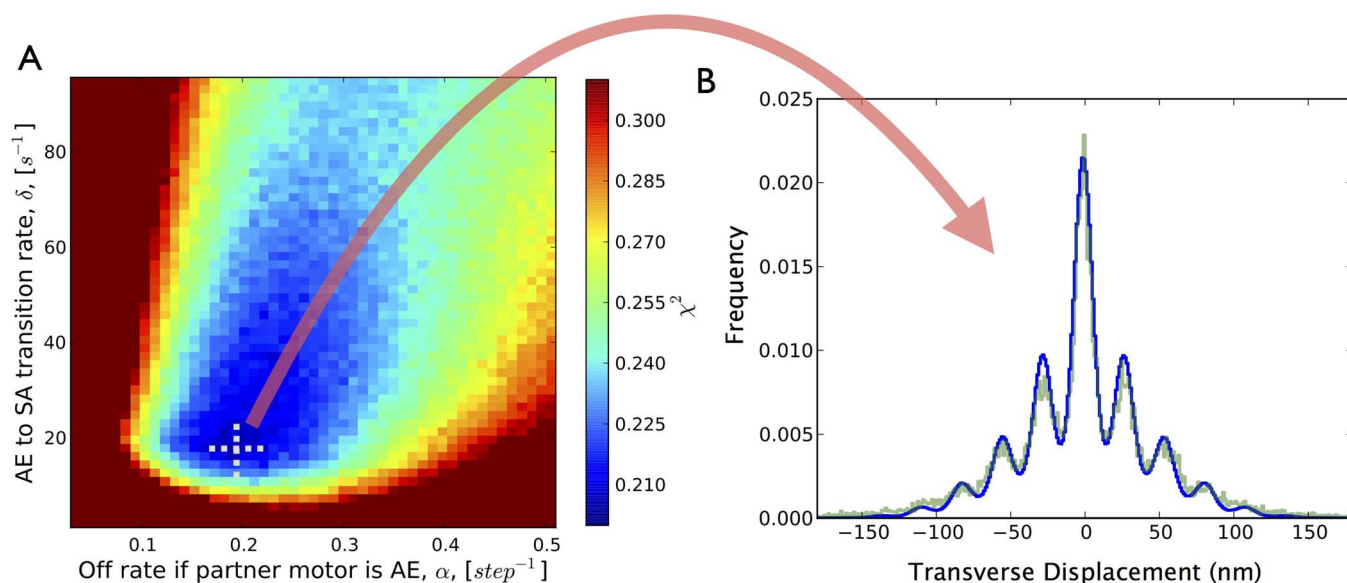 A
AE to SA transition rate, δ, [s⁻¹]
80
60
40
20
0.1 0.2 0.3 0.4 0.5
Off rate if partner motor is AE, α, [step⁻¹]
0.300
0.285
0.270
0.255
0.240
0.225
0.210
χ²
B
Frequency
0.025
0.020
0.015
0.010
0.005
0.000
−150 −100 −50 0 50 100 150
Transverse Displacement (nm)